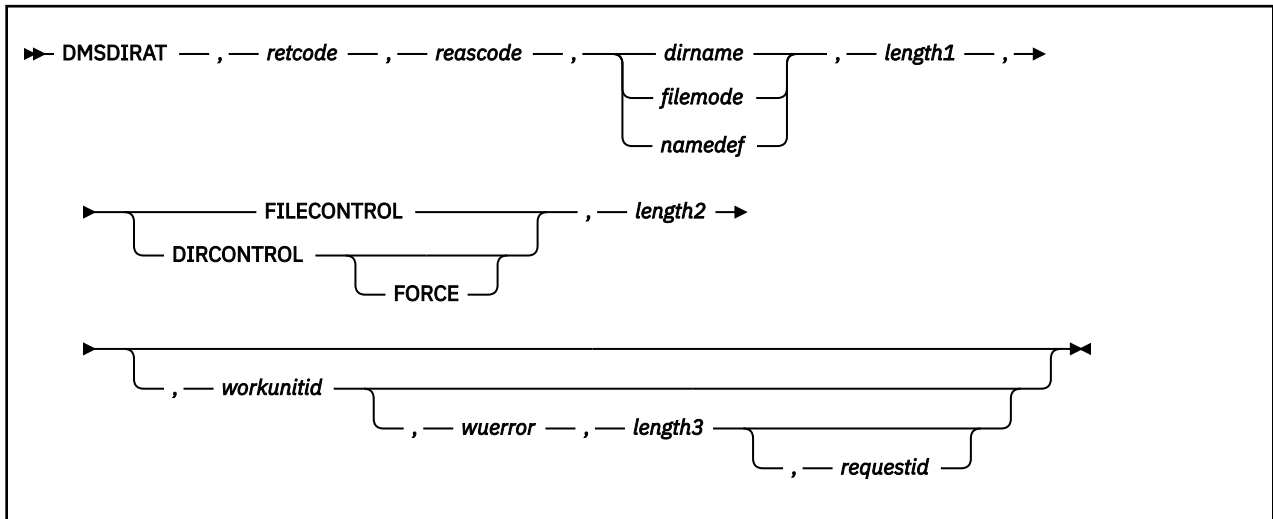 DMSDIRAT , retcode , reascode , dirname , length1 ,
filemode
namedef
FILECONTROL , length2
DIRCONTROL
FORCE
, workunitid
, wuerror , length3
, requestid